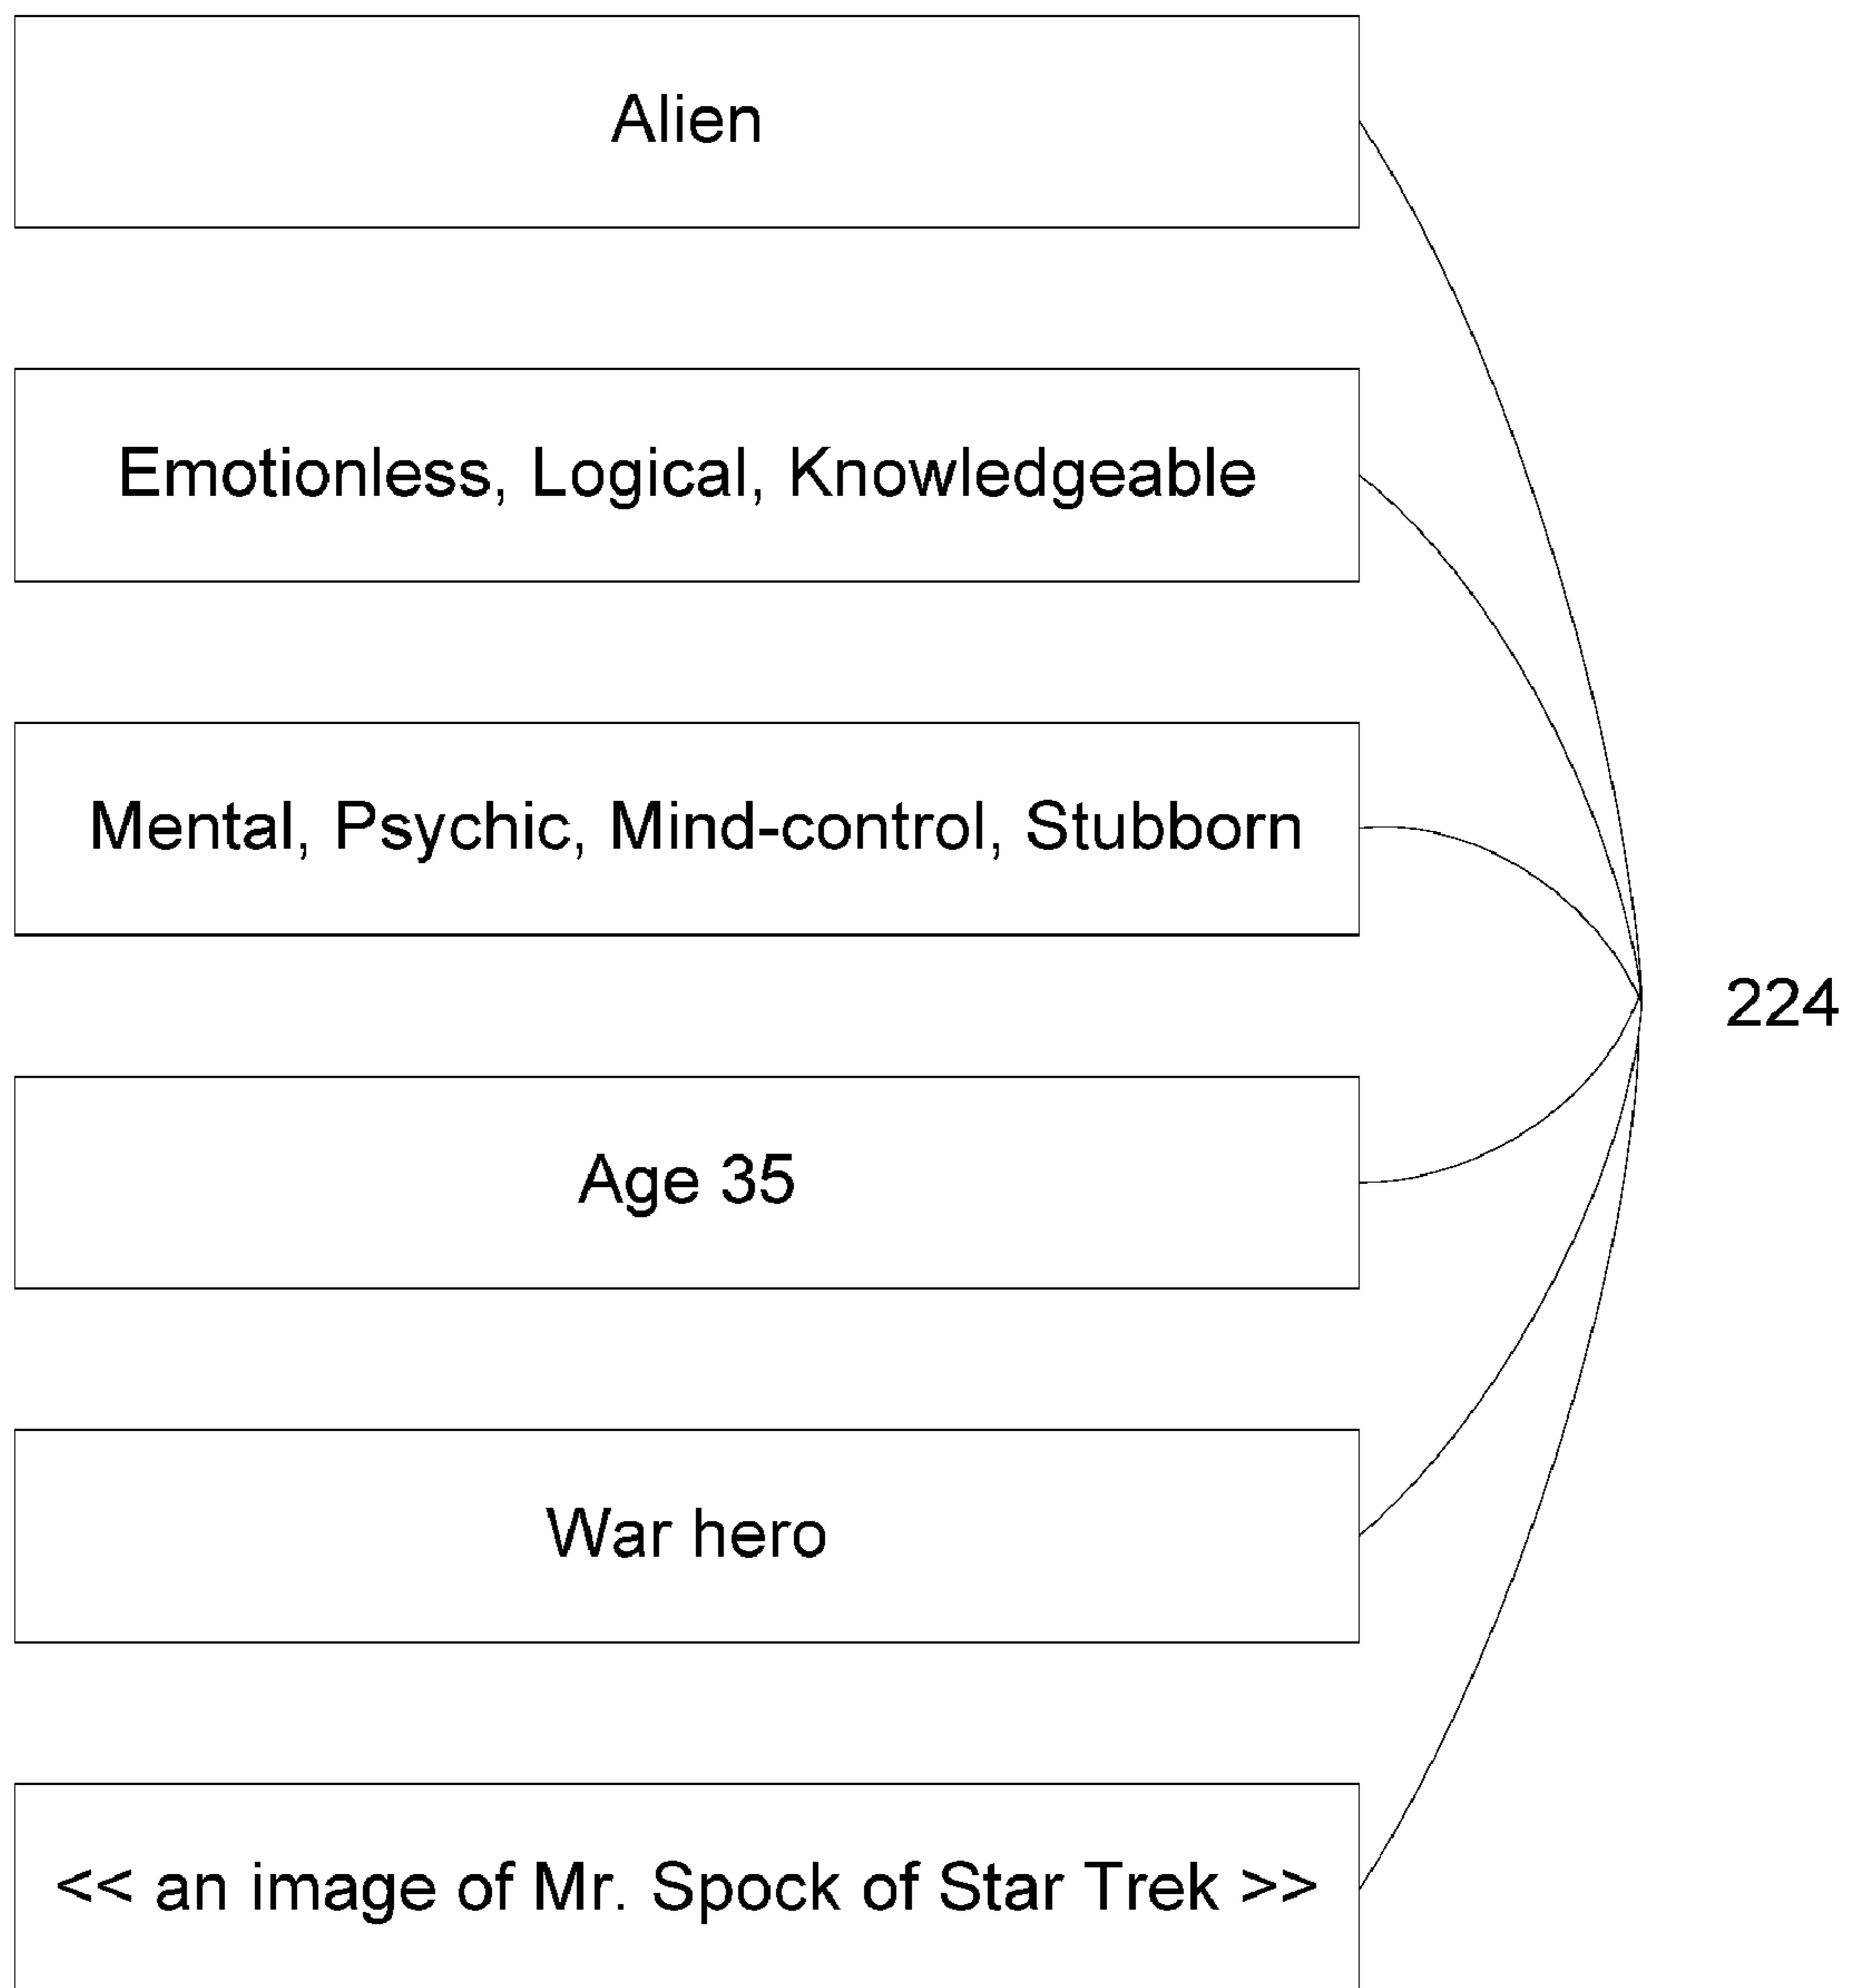 Alien
Emotionless, Logical, Knowledgeable
Mental, Psychic, Mind-control, Stubborn
224
Age 35
War hero
<< an image of Mr. Spock of Star Trek >>